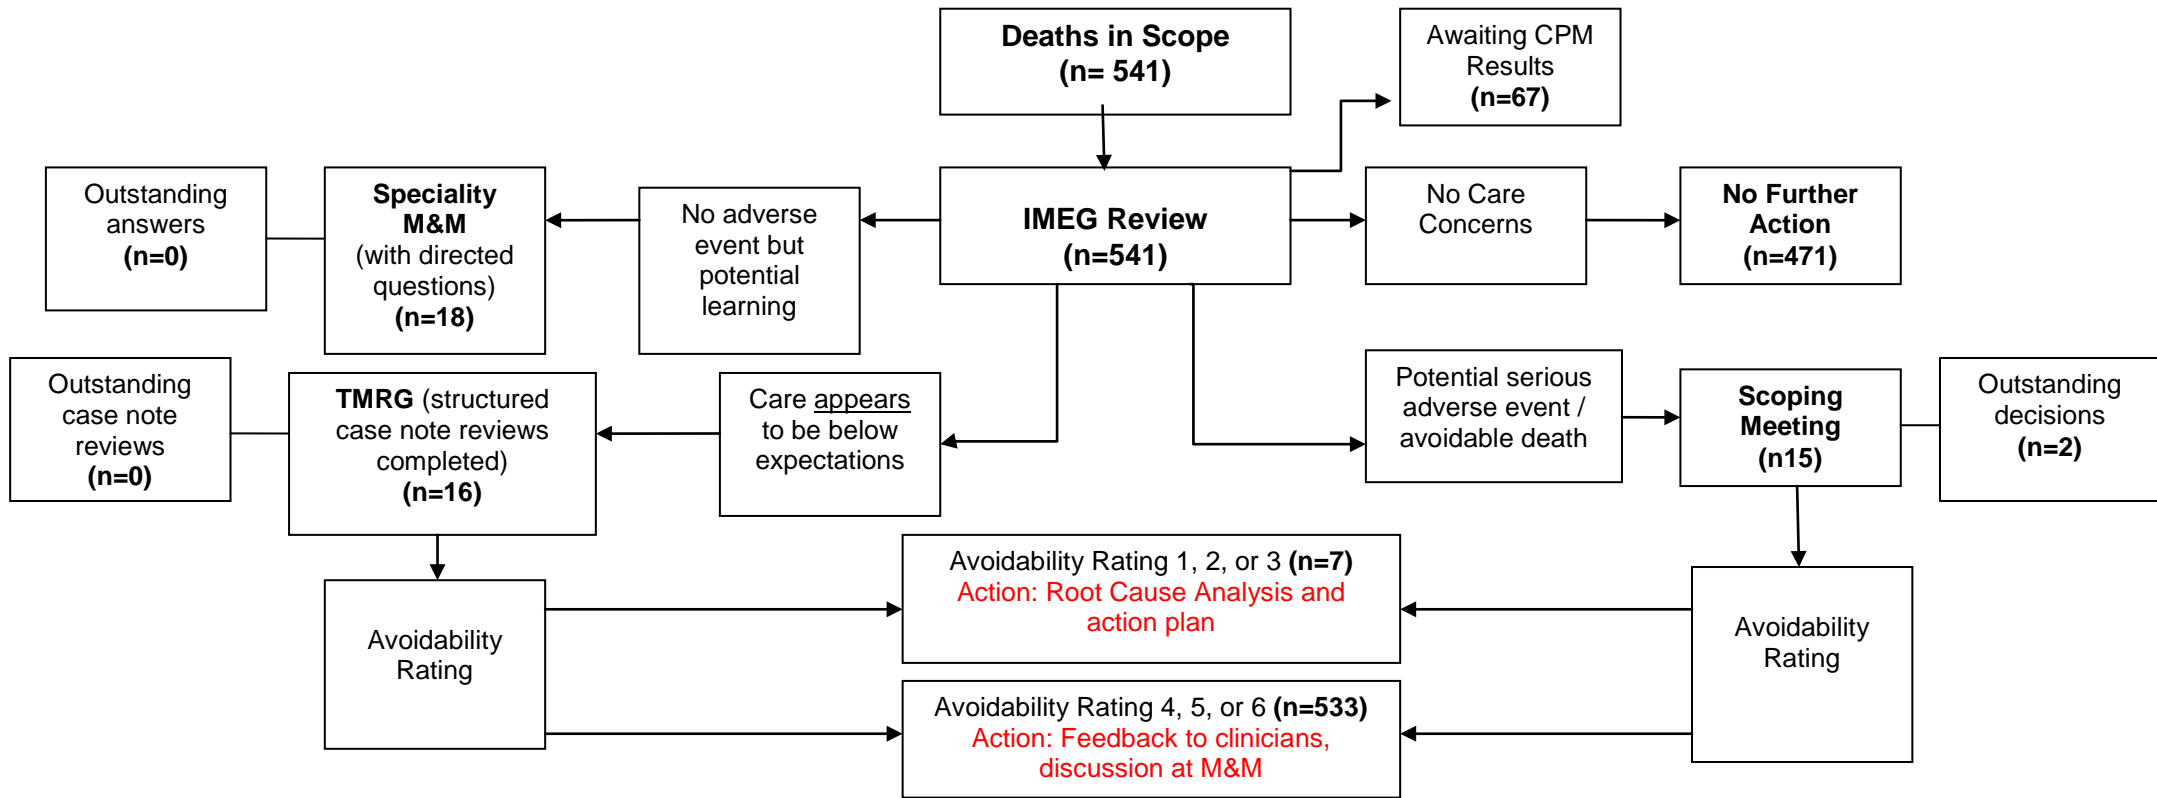 Deaths in Scope
(n= 541)
Awaiting CPM
Results
(n=67)
Outstanding
answers
(n=0)
Speciality
M&M
(with directed
questions)
(n=18)
No adverse
event but
potential
learning
IMEG Review
(n=541)
No Care
Concerns
No Further
Action
(n=471)
Outstanding
case note
reviews
(n=0)
TMRG (structured
case note reviews
completed)
(n=16)
Care appears
to be below
expectations
Potential serious
adverse event /
avoidable death
Scoping
Meeting
(n15)
Outstanding
decisions
(n=2)
Avoidability
Rating
Avoidability Rating 1, 2, or 3 (n=7)
Action: Root Cause Analysis and
action plan
Avoidability
Rating
Avoidability Rating 4, 5, or 6 (n=533)
Action: Feedback to clinicians,
discussion at M&M